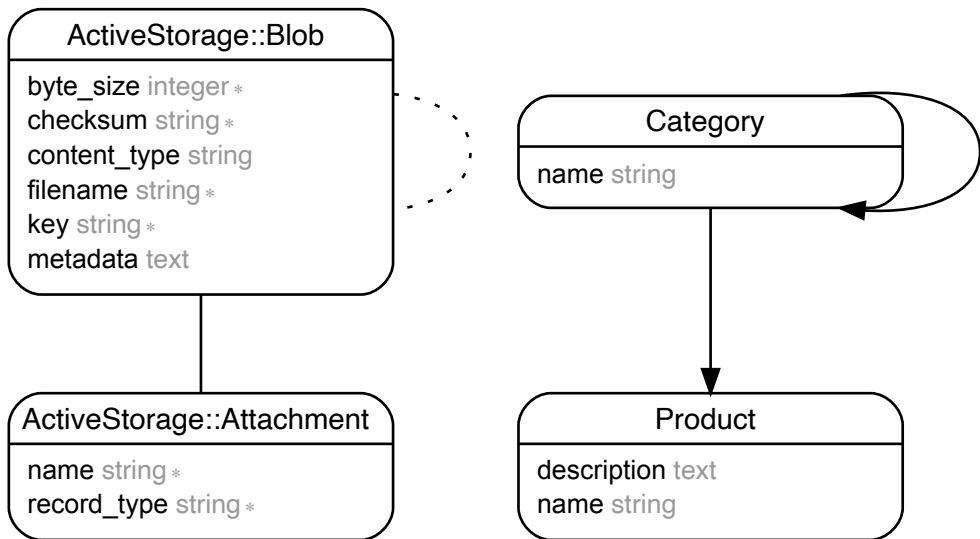 ActiveStorage::Blob
byte_size integer *
checksum string *
content_type string
filename string *
key string *
metadata text
Category
name string
ActiveStorage::Attachment
name string *
record_type string *
Product
description text
name string